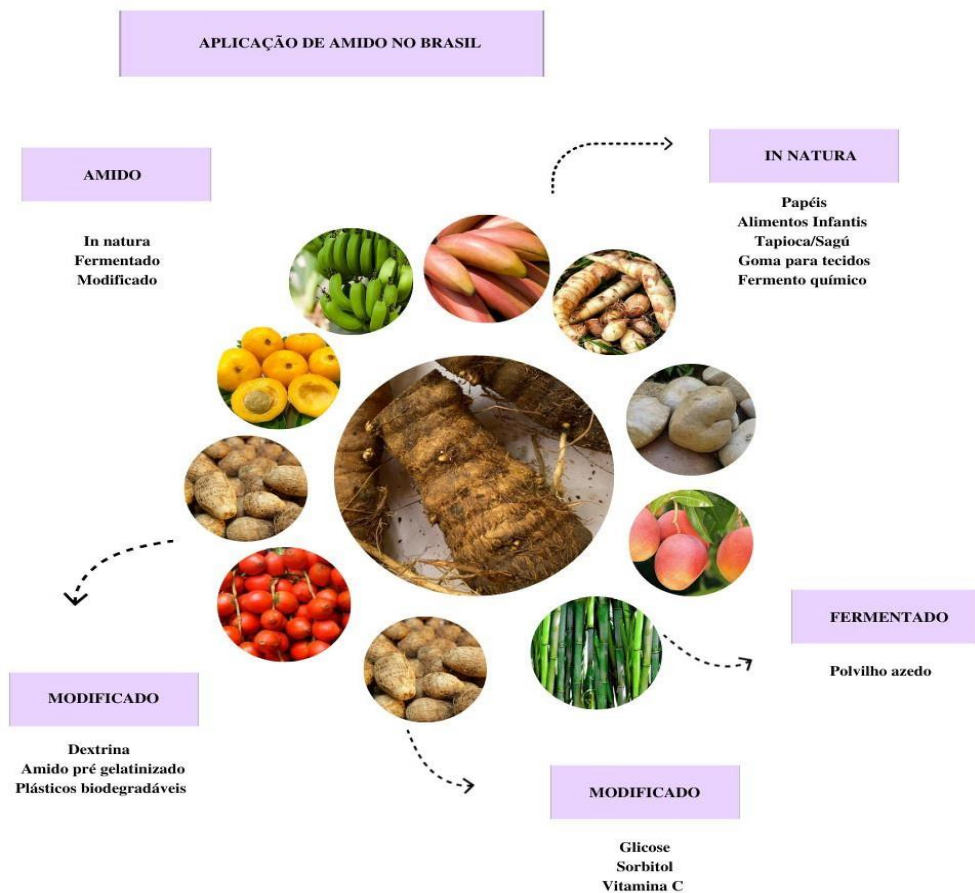 APLICAÇÃO DE AMIDO NO BRASIL
AMIDO
In natura
Fermentado
Modificado
IN NATURA
Papéis
Alimentos Infantis
Tapioca/Sagú
Goma para tecidos
Fermento químico
FERMENTADO
Polvilho azedo
MODIFICADO
Dextrina
Amido pré gelatinizado
Plásticos biodegradáveis
MODIFICADO
Glicose
Sorbitol
Vitamina C